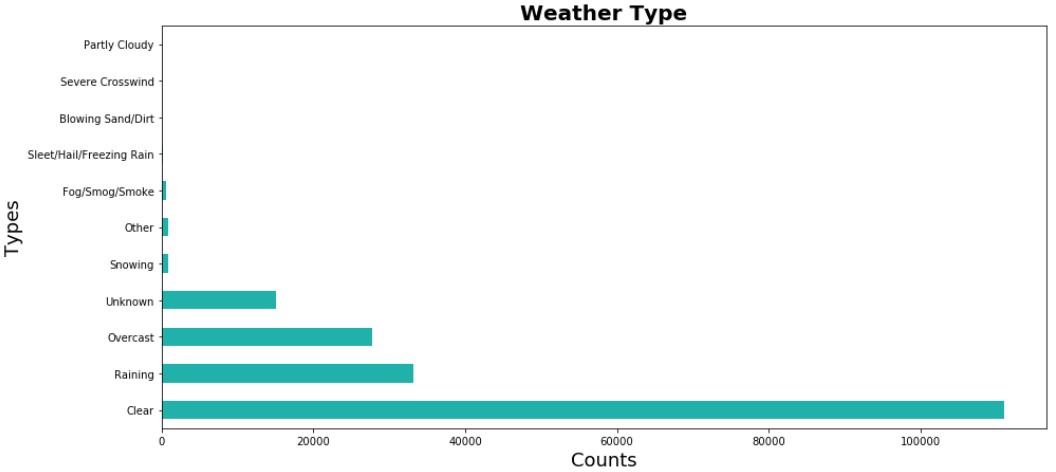 Weather Type
Partly Cloudy
Severe Crosswind
Blowing Sand/Dirt
Sleet/Hail/Freezing Rain
Fog/Smog/Smoke
Other
Snowing
Unknown
Overcast
Raining
Clear
Types
0 20000 40000 60000 80000 100000
Counts